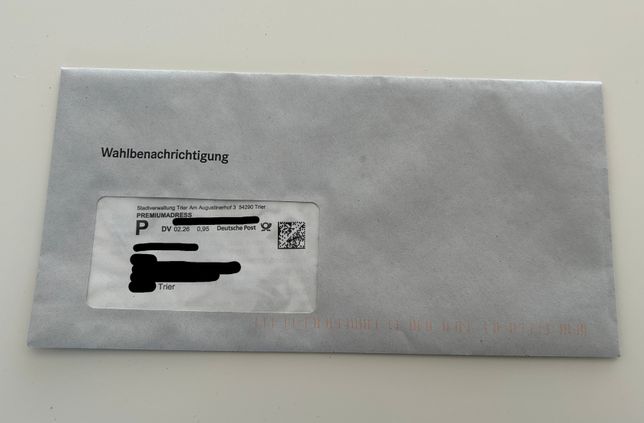 Wahlbenachrichtigung
Stadtverwaltung Trier Am Augustinerhof 3 54290 Trier
PREMIUMADRESS
P DV 02.26 0,95 Deutsche Post
Trier